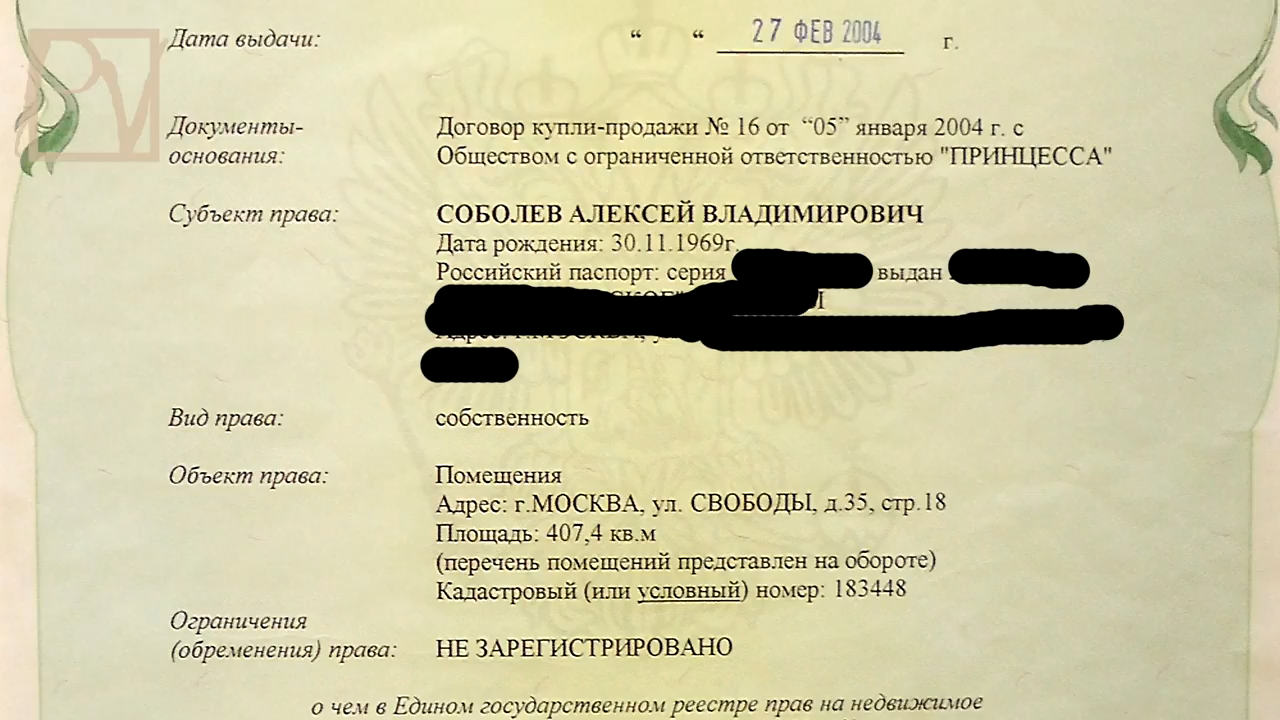 PV
Дата выдачи: “ “ 27 ФЕВ 2004 г.
Документы-
основания:
Договор купли-продажи № 16 от “05” января 2004 г. с
Обществом с ограниченной ответственностью "ПРИНЦЕССА"
Субъект права: СОБОЛЕВ АЛЕКСЕЙ ВЛАДИМИРОВИЧ
Дата рождения: 30.11.1969г.
Российский паспорт: серия выдан
Вид права: собственность
Объект права: Помещения
Адрес: г.МОСКВА, ул. СВОБОДЫ, д.35, стр.18
Площадь: 407,4 кв.м
(перечень помещений представлен на обороте)
Кадастровый (или условный) номер: 183448
Ограничения
(обременения) права: НЕ ЗАРЕГИСТРИРОВАНО
о чем в Едином государственном реестре прав на недвижимое